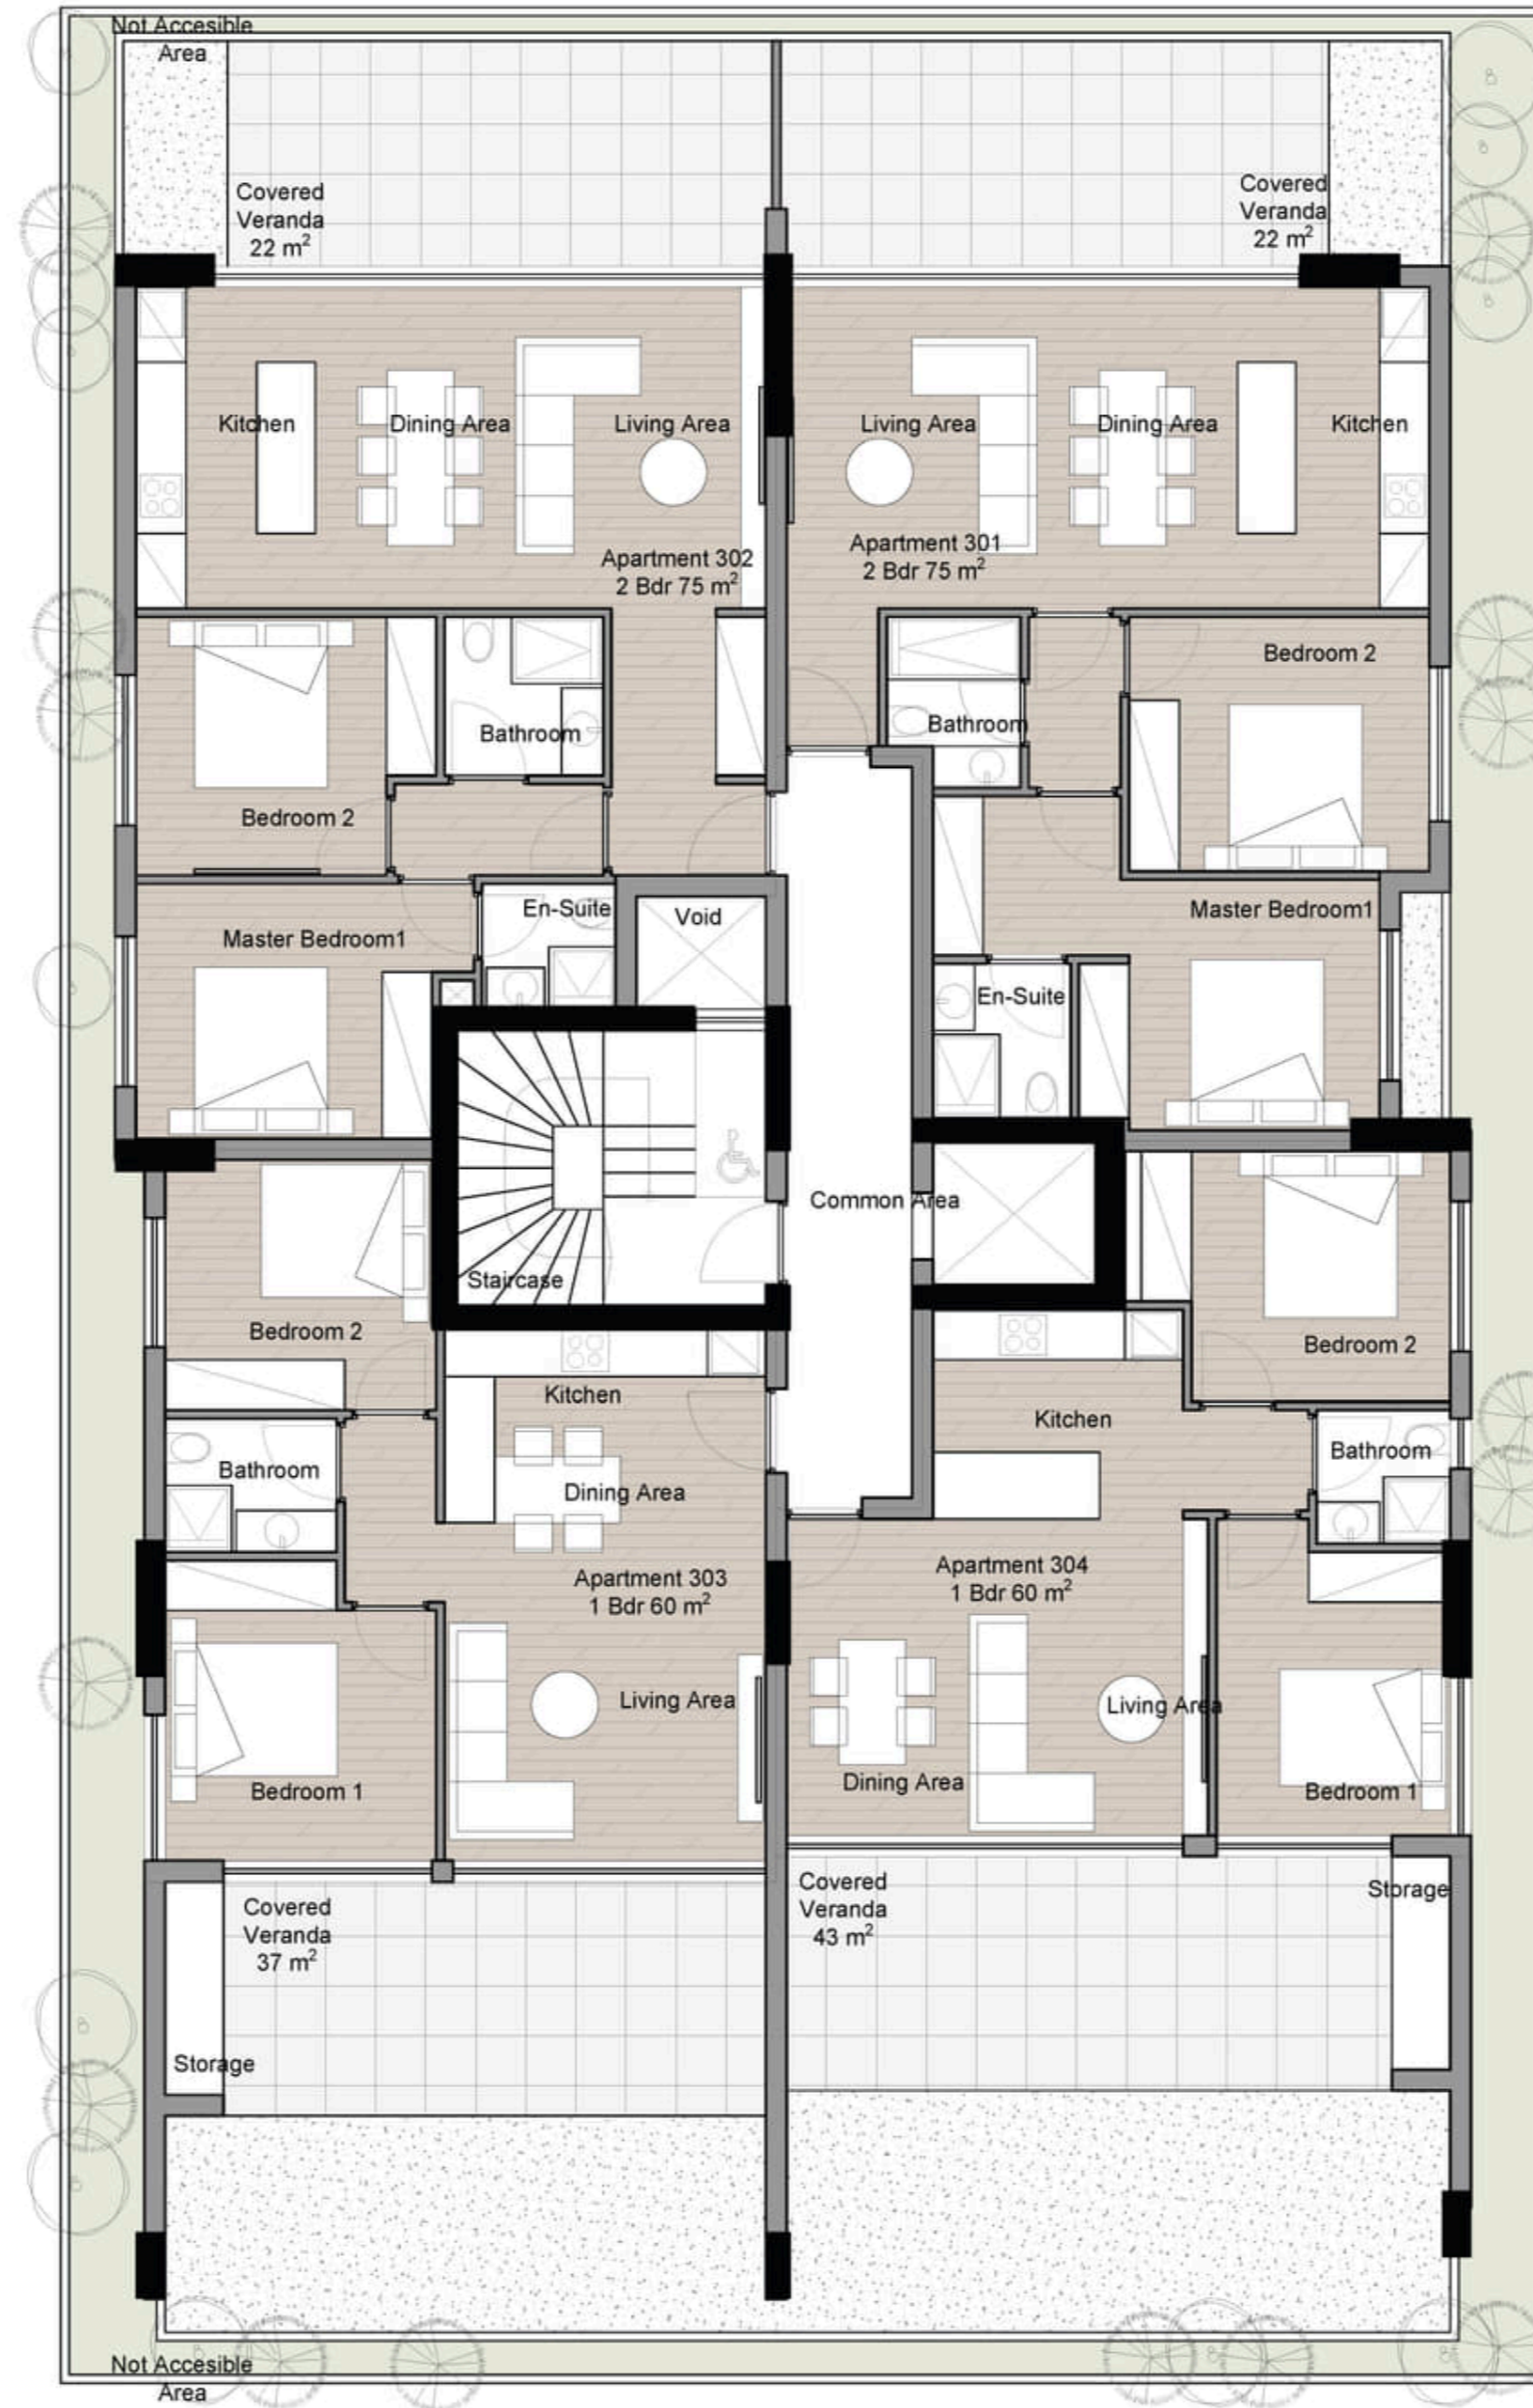 Not Accesible
Area
Covered
Veranda
22 m²
Covered
Veranda
22 m²
Kitchen
Dining Area
Living Area
Living Area
Dining Area
Kitchen
Apartment 302
2 Bdr 75 m²
Apartment 301
2 Bdr 75 m²
Bedroom 2
Bathroom
Bathroom
Bedroom 2
Master Bedroom1
En-Suite
Void
Master Bedroom1
En-Suite
Common Area
Staircase
Bedroom 2
Bedroom 2
Kitchen
Kitchen
Bathroom
Bathroom
Dining Area
Apartment 303
1 Bdr 60 m²
Apartment 304
1 Bdr 60 m²
Living Area
Living Area
Dining Area
Bedroom 1
Bedroom 1
Covered
Veranda
37 m²
Covered
Veranda
43 m²
Storage
Storage
Not Accesible
Area